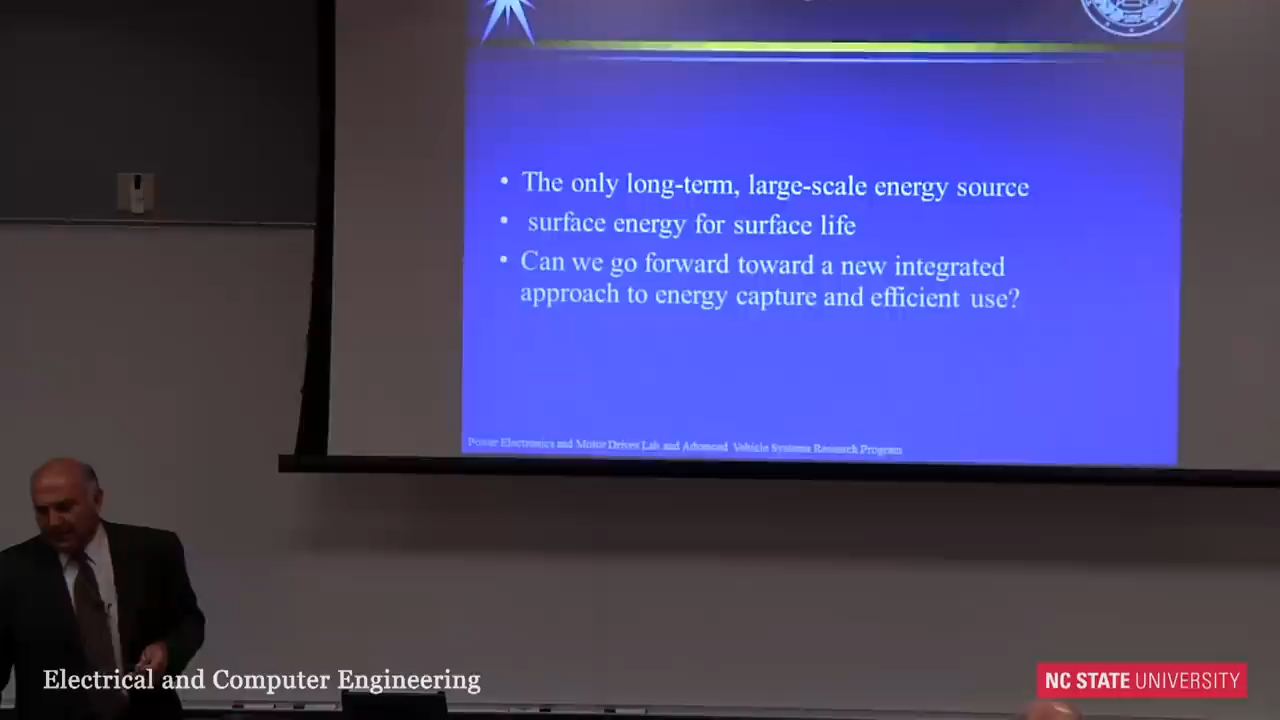 • The only long-term, large-scale energy source
• surface energy for surface life
• Can we go forward toward a new integrated
approach to energy capture and efficient use?
Power Electronics and Motor Drives Lab and Advanced Vehicle Systems Research Program
Electrical and Computer Engineering
NC STATE UNIVERSITY